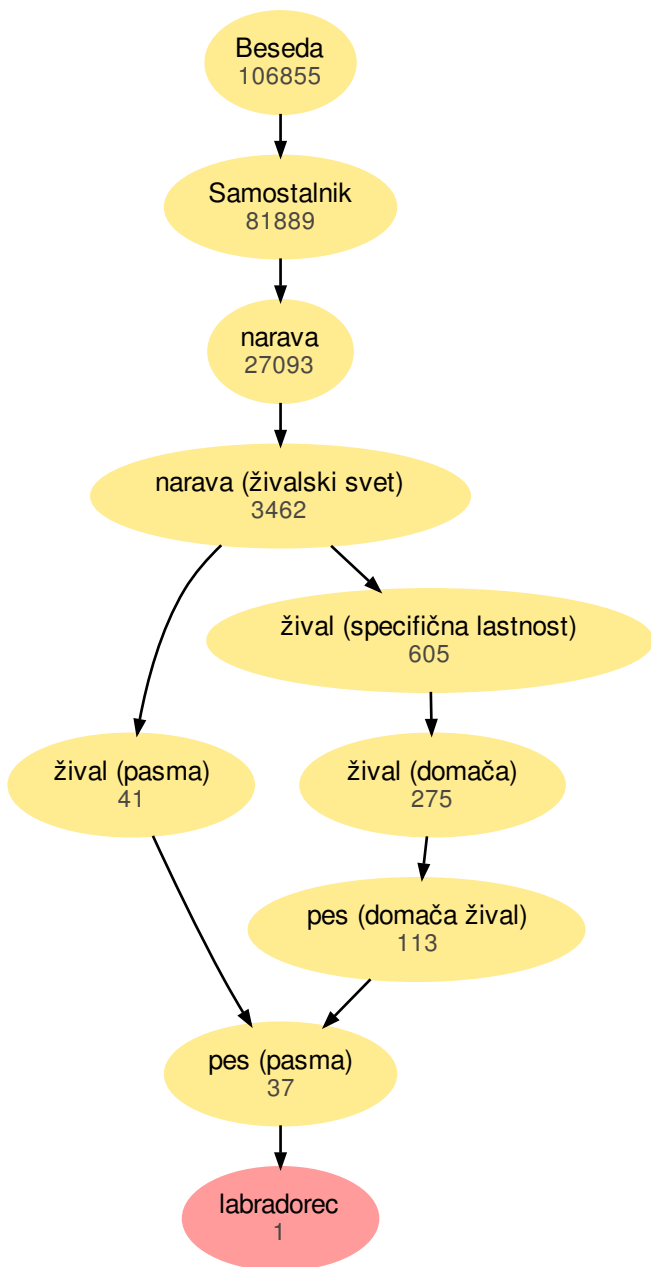 Beseda
106855
Samostalnik
81889
narava
27093
narava (živalski svet)
3462
žival (specifična lastnost)
605
žival (pasma)
41
žival (domača)
275
pes (domača žival)
113
pes (pasma)
37
labradorec
1